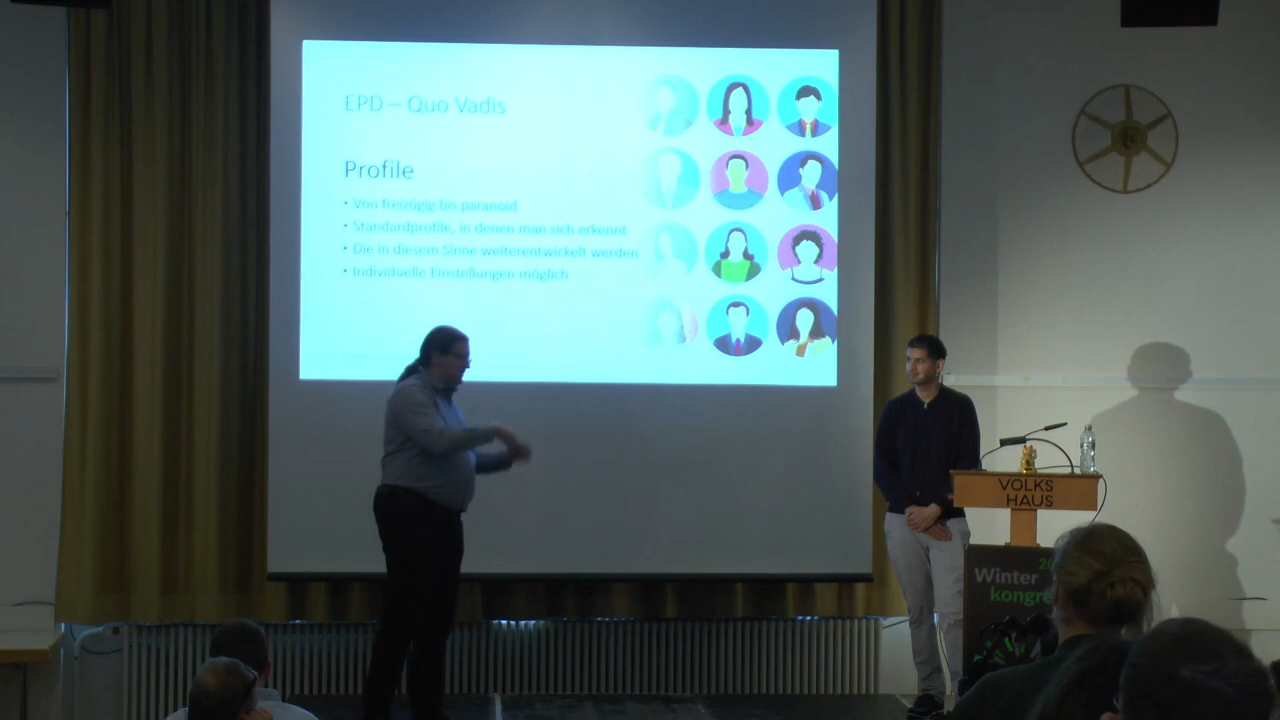 EPD – Quo Vadis
Profile
• Von freizügig bis paranoid
• Standardprofile, in denen man sich erkennt
• Die in diesem Sinne weiterentwickelt werden
• Individuelle Einstellungen möglich
VOLKS
HAUS
20
Winter
kongre